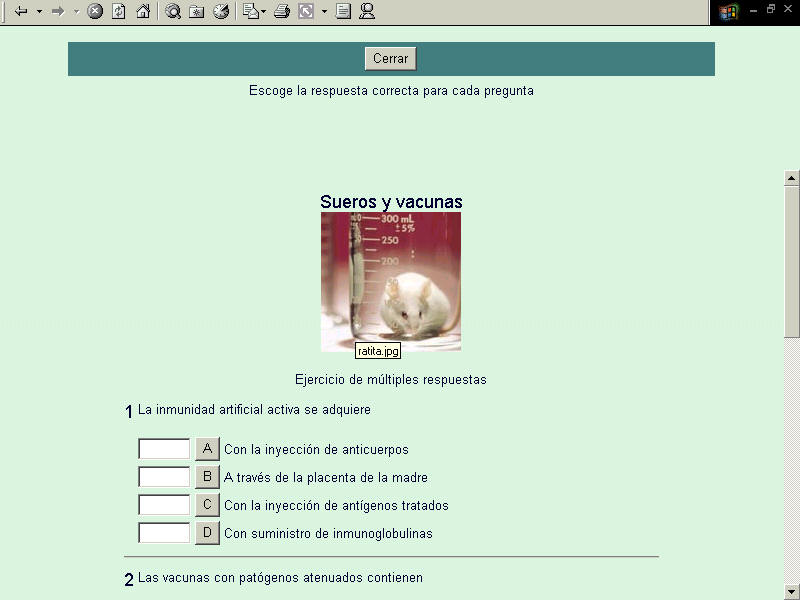 Cerrar
Escoge la respuesta correcta para cada pregunta
Sueros y vacunas
300 mL
±5%
250
200
ratita.jpg
Ejercicio de múltiples respuestas
1 La inmunidad artificial activa se adquiere
A Con la inyección de anticuerpos
B A través de la placenta de la madre
C Con la inyección de antígenos tratados
D Con suministro de inmunoglobulinas
2 Las vacunas con patógenos atenuados contienen